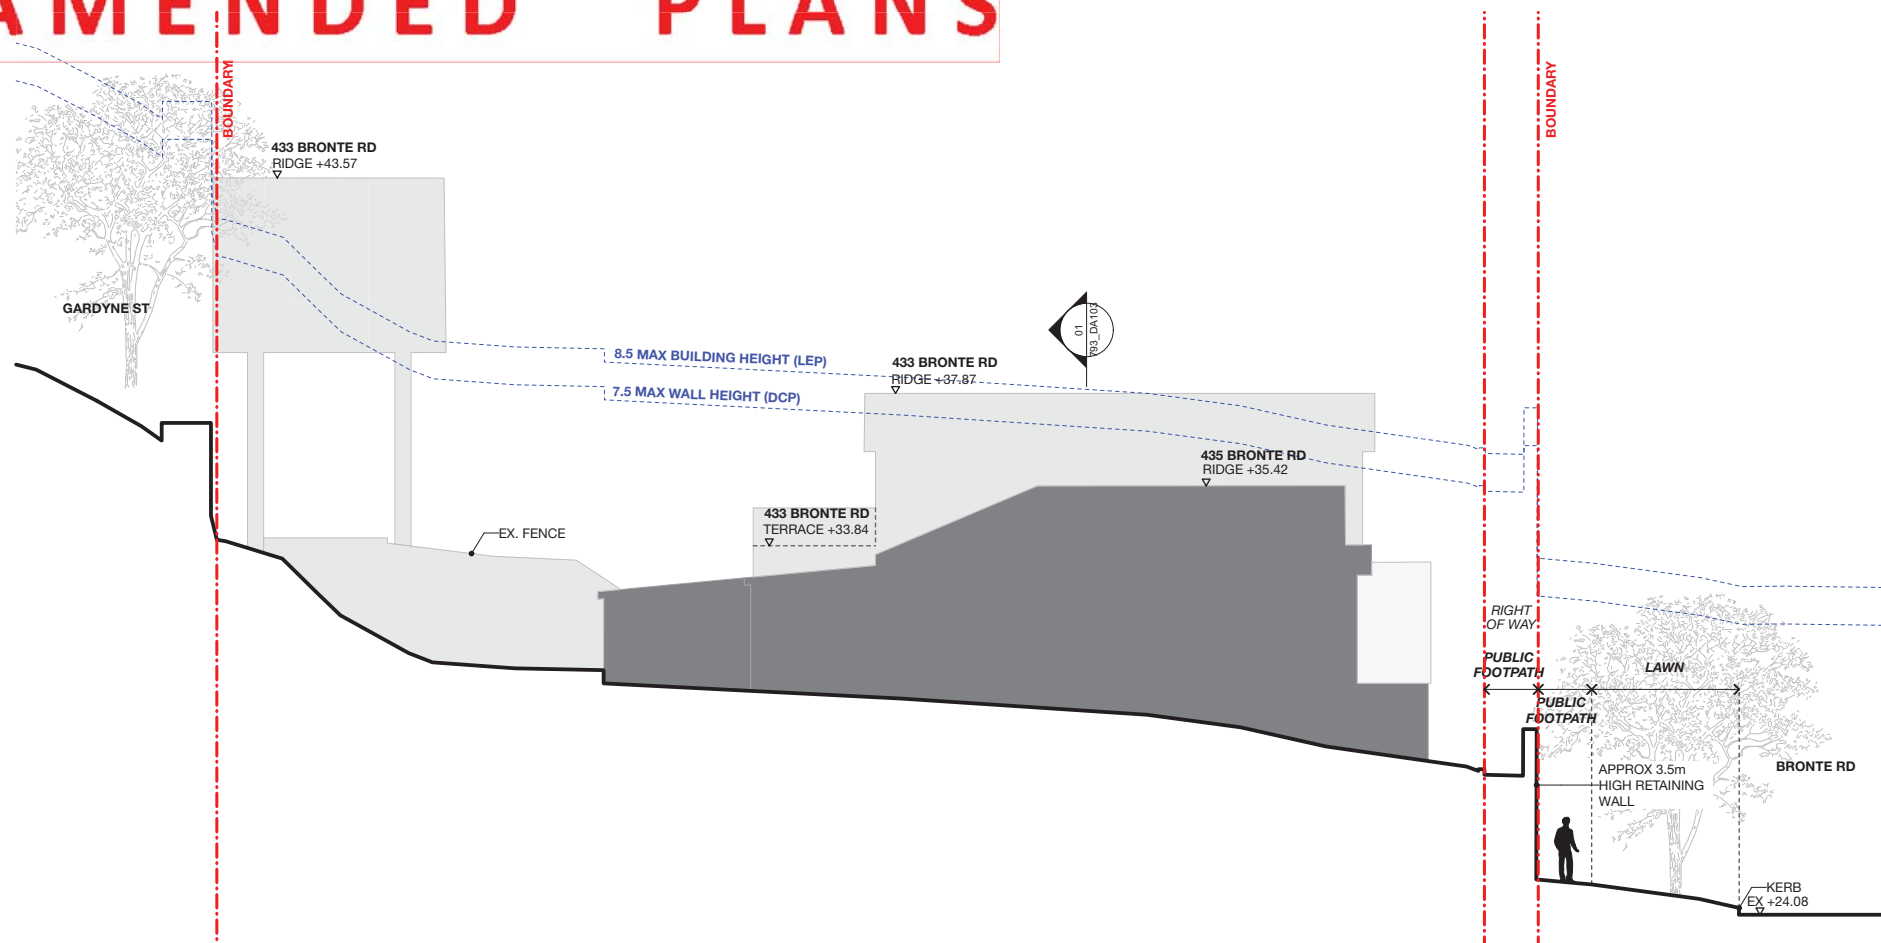 AMENDED PLANS
BOUNDARY
BOUNDARY
433 BRONTE RD
RIDGE +43.57
GARDYNE ST
01
793_DA103
8.5 MAX BUILDING HEIGHT (LEP)
433 BRONTE RD
RIDGE +37.87
7.5 MAX WALL HEIGHT (DCP)
435 BRONTE RD
RIDGE +35.42
433 BRONTE RD
TERRACE +33.84
EX. FENCE
RIGHT
OF WAY
PUBLIC
FOOTPATH
LAWN
PUBLIC
FOOTPATH
APPROX 3.5m
HIGH RETAINING
WALL
BRONTE RD
KERB
EX +24.08